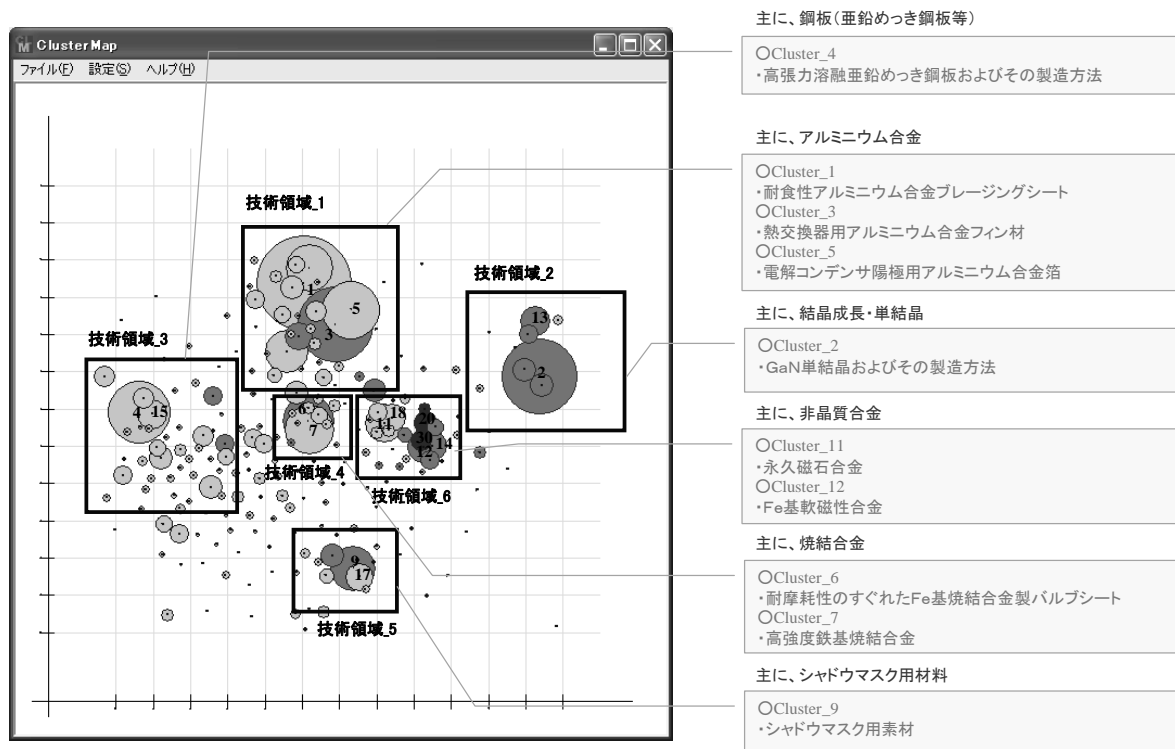 Cluster Map
ファイル(F) 設定(S) ヘルプ(H)
技術領域_1
1
5
3
技術領域_2
13
2
技術領域_3
4
15
6
7
技術領域_4
18
11
20
30
14
12
技術領域_6
9
17
技術領域_5
主に、鋼板(亜鉛めっき鋼板等)
○Cluster_4
・高張力溶融亜鉛めっき鋼板およびその製造方法
主に、アルミニウム合金
○Cluster_1
・耐食性アルミニウム合金ブレージングシート
○Cluster_3
・熱交換器用アルミニウム合金フィン材
○Cluster_5
・電解コンデンサ陽極用アルミニウム合金箔
主に、結晶成長・単結晶
○Cluster_2
・GaN単結晶およびその製造方法
主に、非晶質合金
○Cluster_11
・永久磁石合金
○Cluster_12
・Fe基軟磁性合金
主に、焼結合金
○Cluster_6
・耐摩耗性のすぐれたFe基焼結合金製バルブシート
○Cluster_7
・高強度鉄基焼結合金
主に、シャドウマスク用材料
○Cluster_9
・シャドウマスク用素材